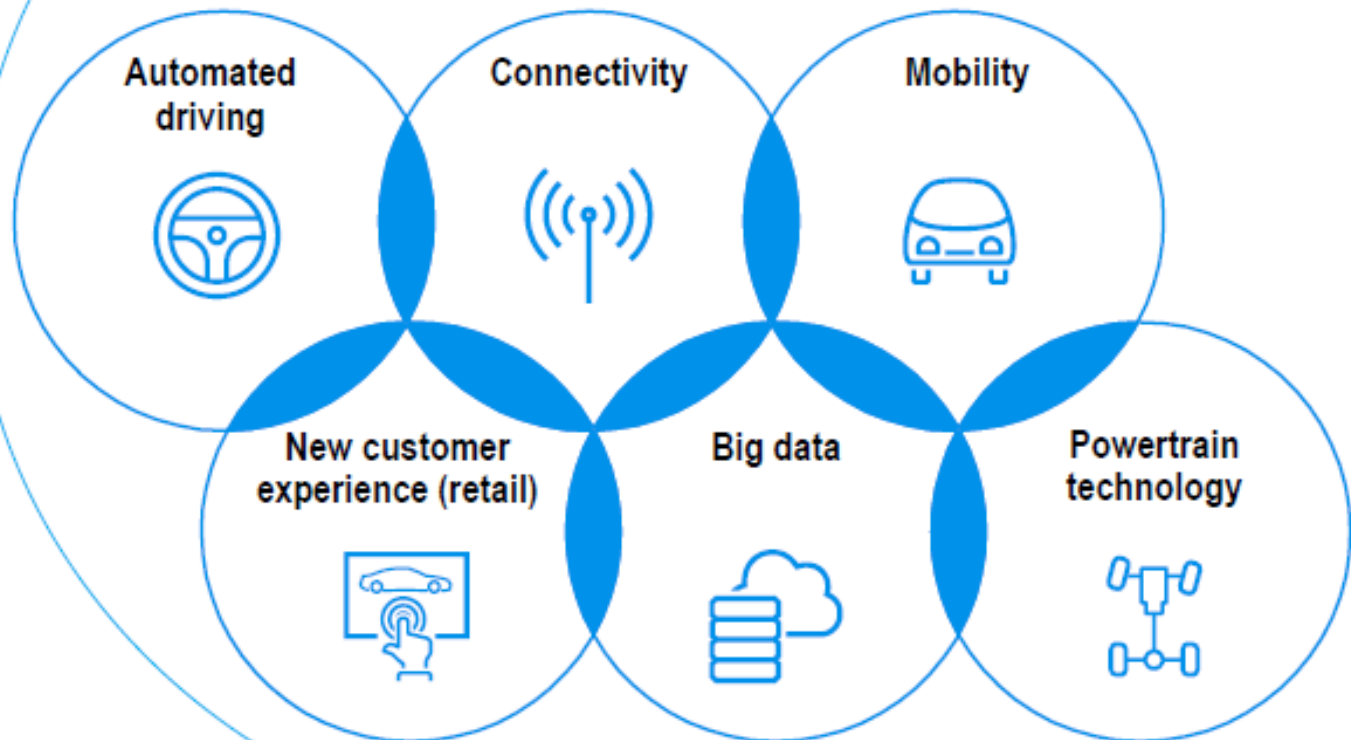 Automated
driving
Connectivity
Mobility
New customer
experience (retail)
Big data
Powertrain
technology